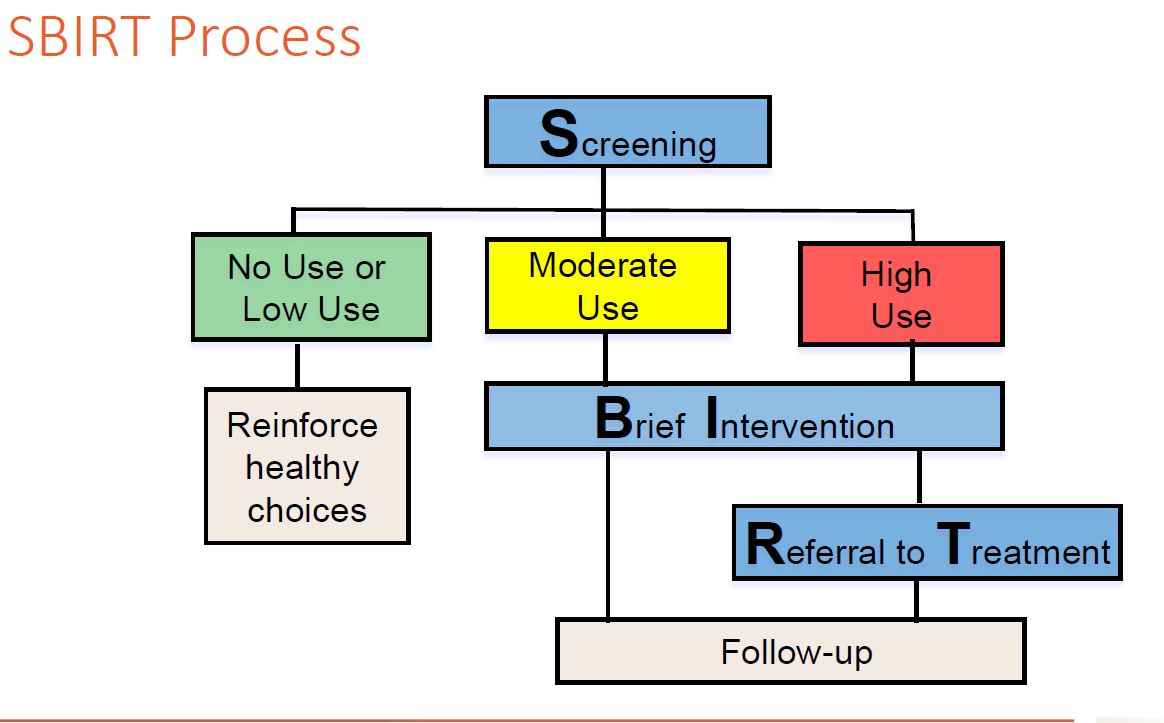 SBIRT Process
Screening
No Use or
Low Use
Moderate
Use
High
Use
Reinforce
healthy
choices
Brief Intervention
Referral to Treatment
Follow-up